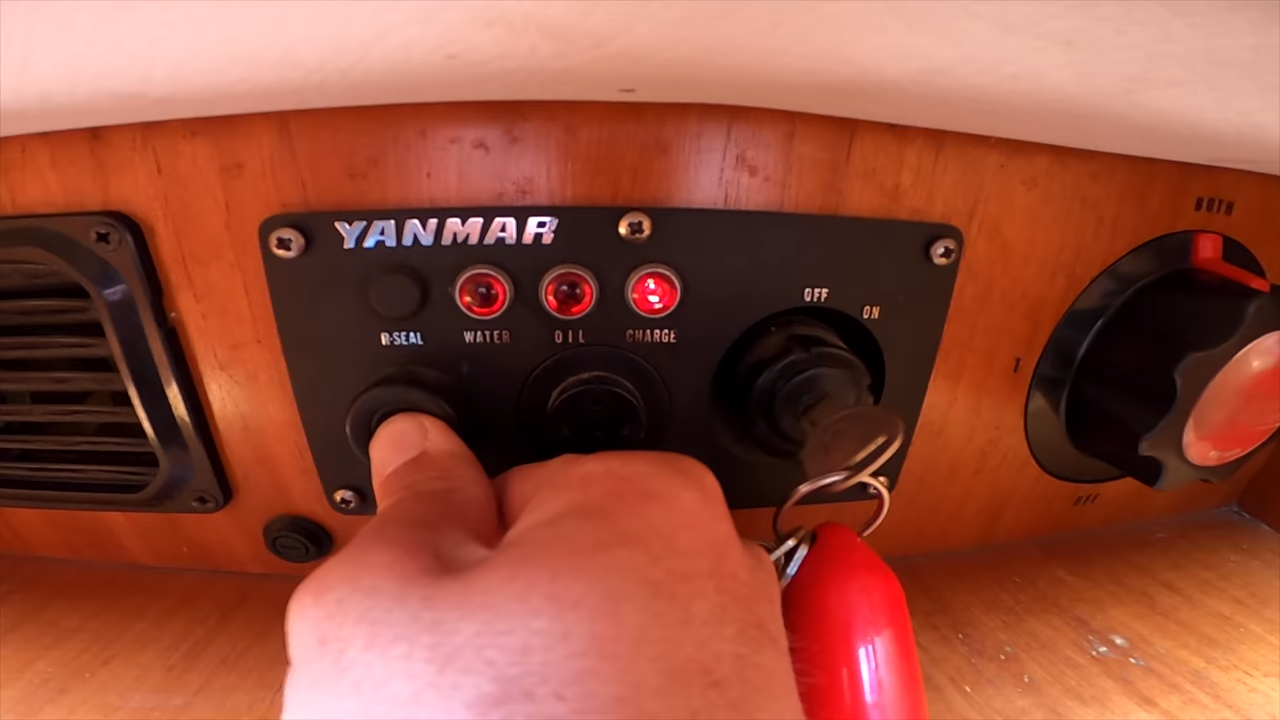 YANMAR
R-SEAL WATER OIL CHARGE
OFF
ON
BOTH
1
OFF